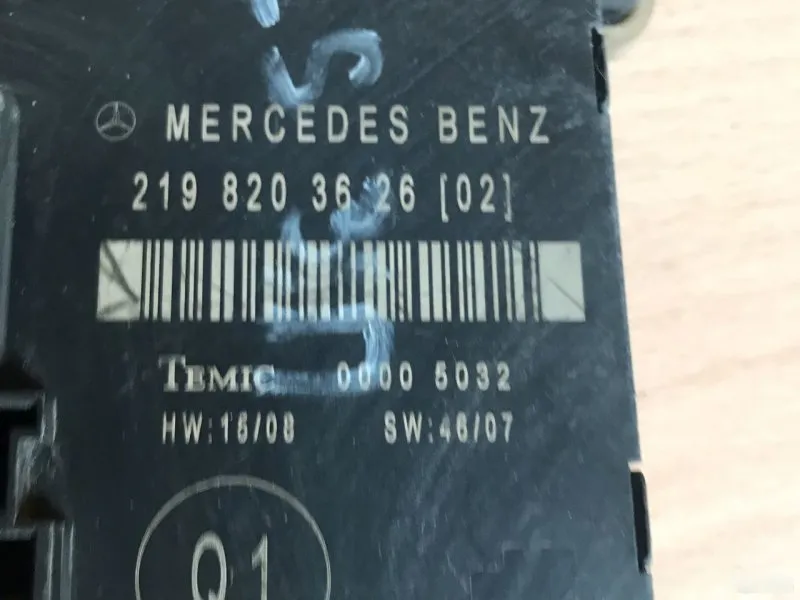 MERCEDES BENZ
219 820 36 26 [02]
TEMIC 0000 5032
HW:15/08 SW:46/07
Q1